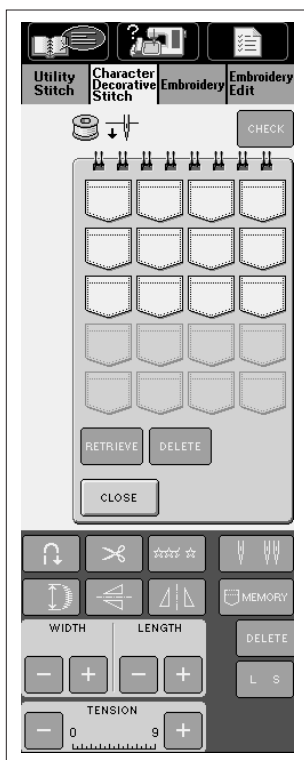 Utility Stitch
Character Decorative Stitch
Embroidery
Embroidery Edit
CHECK
RETRIEVE DELETE
CLOSE
MEMORY
WIDTH LENGTH
DELETE
L S
TENSION
0 9